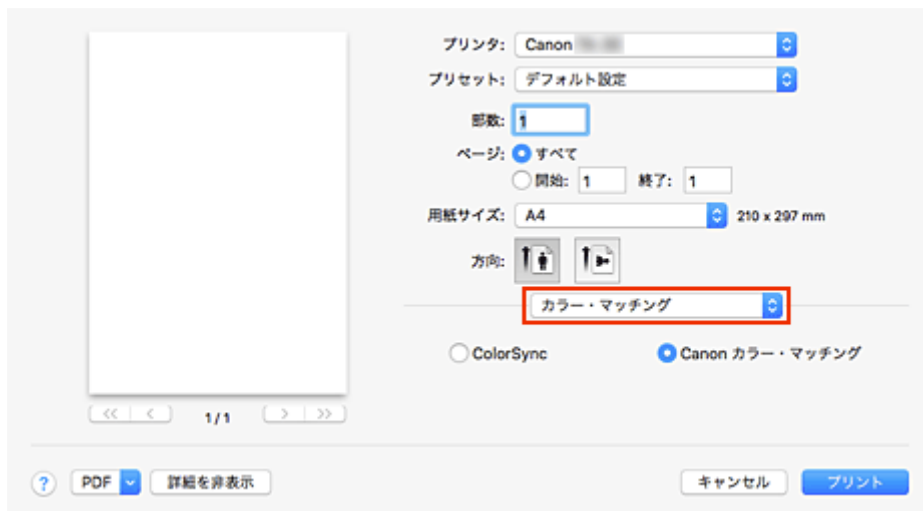 プリンタ: Canon
プリセット: デフォルト設定
部数: 1
ページ: すべて
開始: 1 終了: 1
用紙サイズ: A4 210 x 297 mm
方向:
カラー・マッチング
ColorSync Canon カラー・マッチング
<< < 1 / 1 > >>
? PDF 詳細を非表示 キャンセル プリント